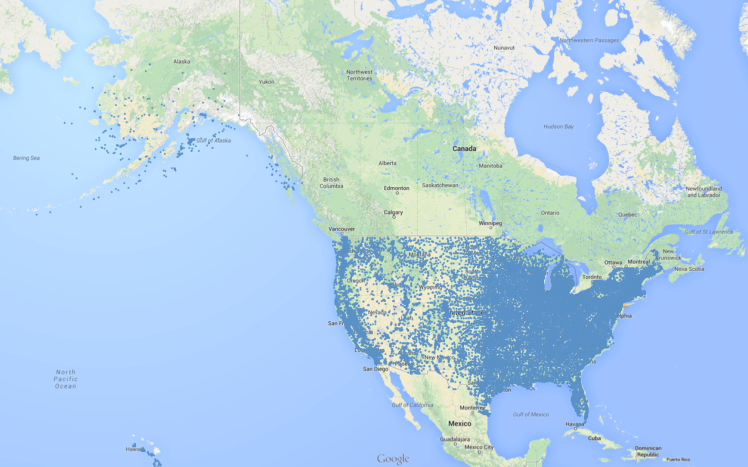 Northwestern Passages
Nunavut
Alaska
Yukon
Northwest
Territories
Gulf of Alaska
Hudson Bay
Bering Sea
Canada
Alberta
Manitoba
British
Columbia
Edmonton
Saskatchewan
Newfoundland
and Labrador
Calgary
Ontario
Quebec
Winnipeg
Vancouver
Gulf of St. Lawrence
New
Brunswick
Ottawa
Montreal
Nova Scotia
Toronto
San Fr
San Diego
North
Pacific
Ocean
Gulf of California
Monterrey
Gulf of Mexico
Havana
Mexico
Cuba
Guadalajara
Mexico City
Dominican
Republic
Puerto Rico
Hawaii
Google